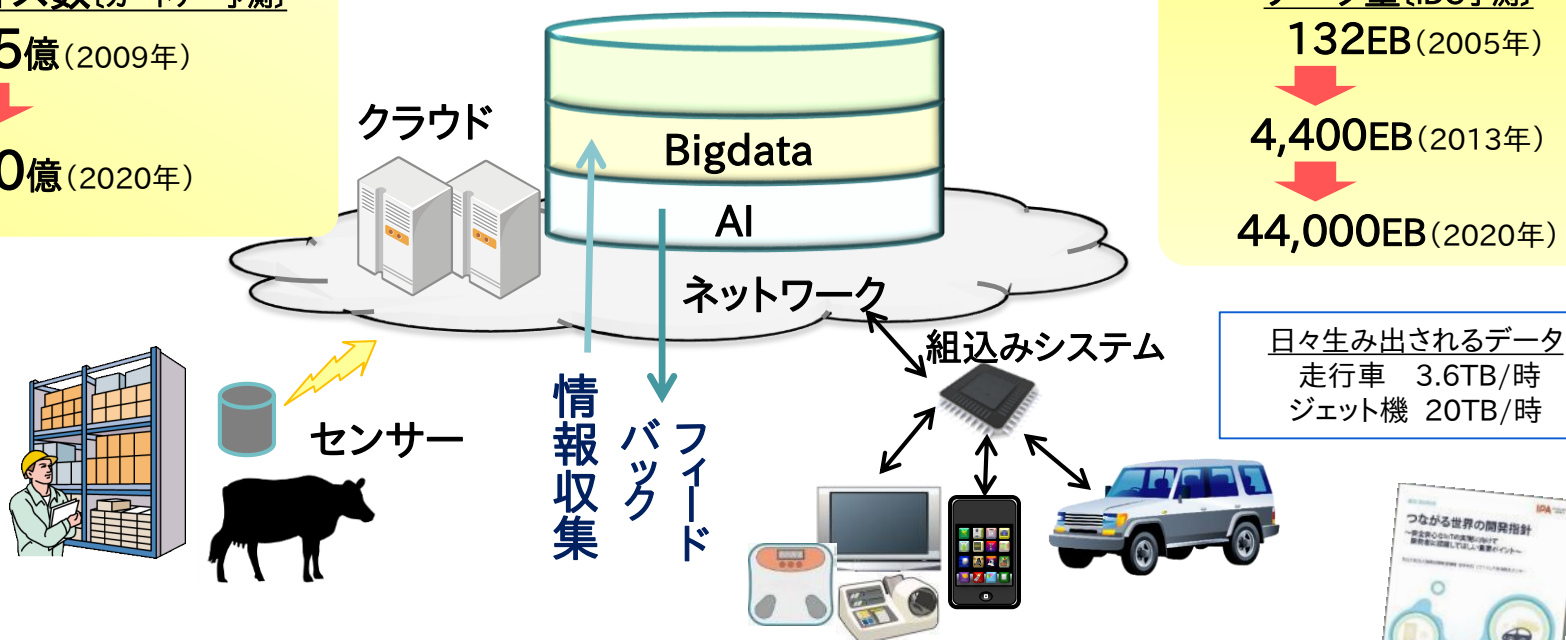 5億(2009年)
0億(2020年)
132EB(2005年)
4,400EB(2013年)
44,000EB(2020年)
クラウド
Bigdata
AI
ネットワーク
組込みシステム
日々生み出されるデータ
走行車 3.6TB/時
ジェット機 20TB/時
センサー
情報収集
フィード
バック
IPA
つながる世界の開発指針